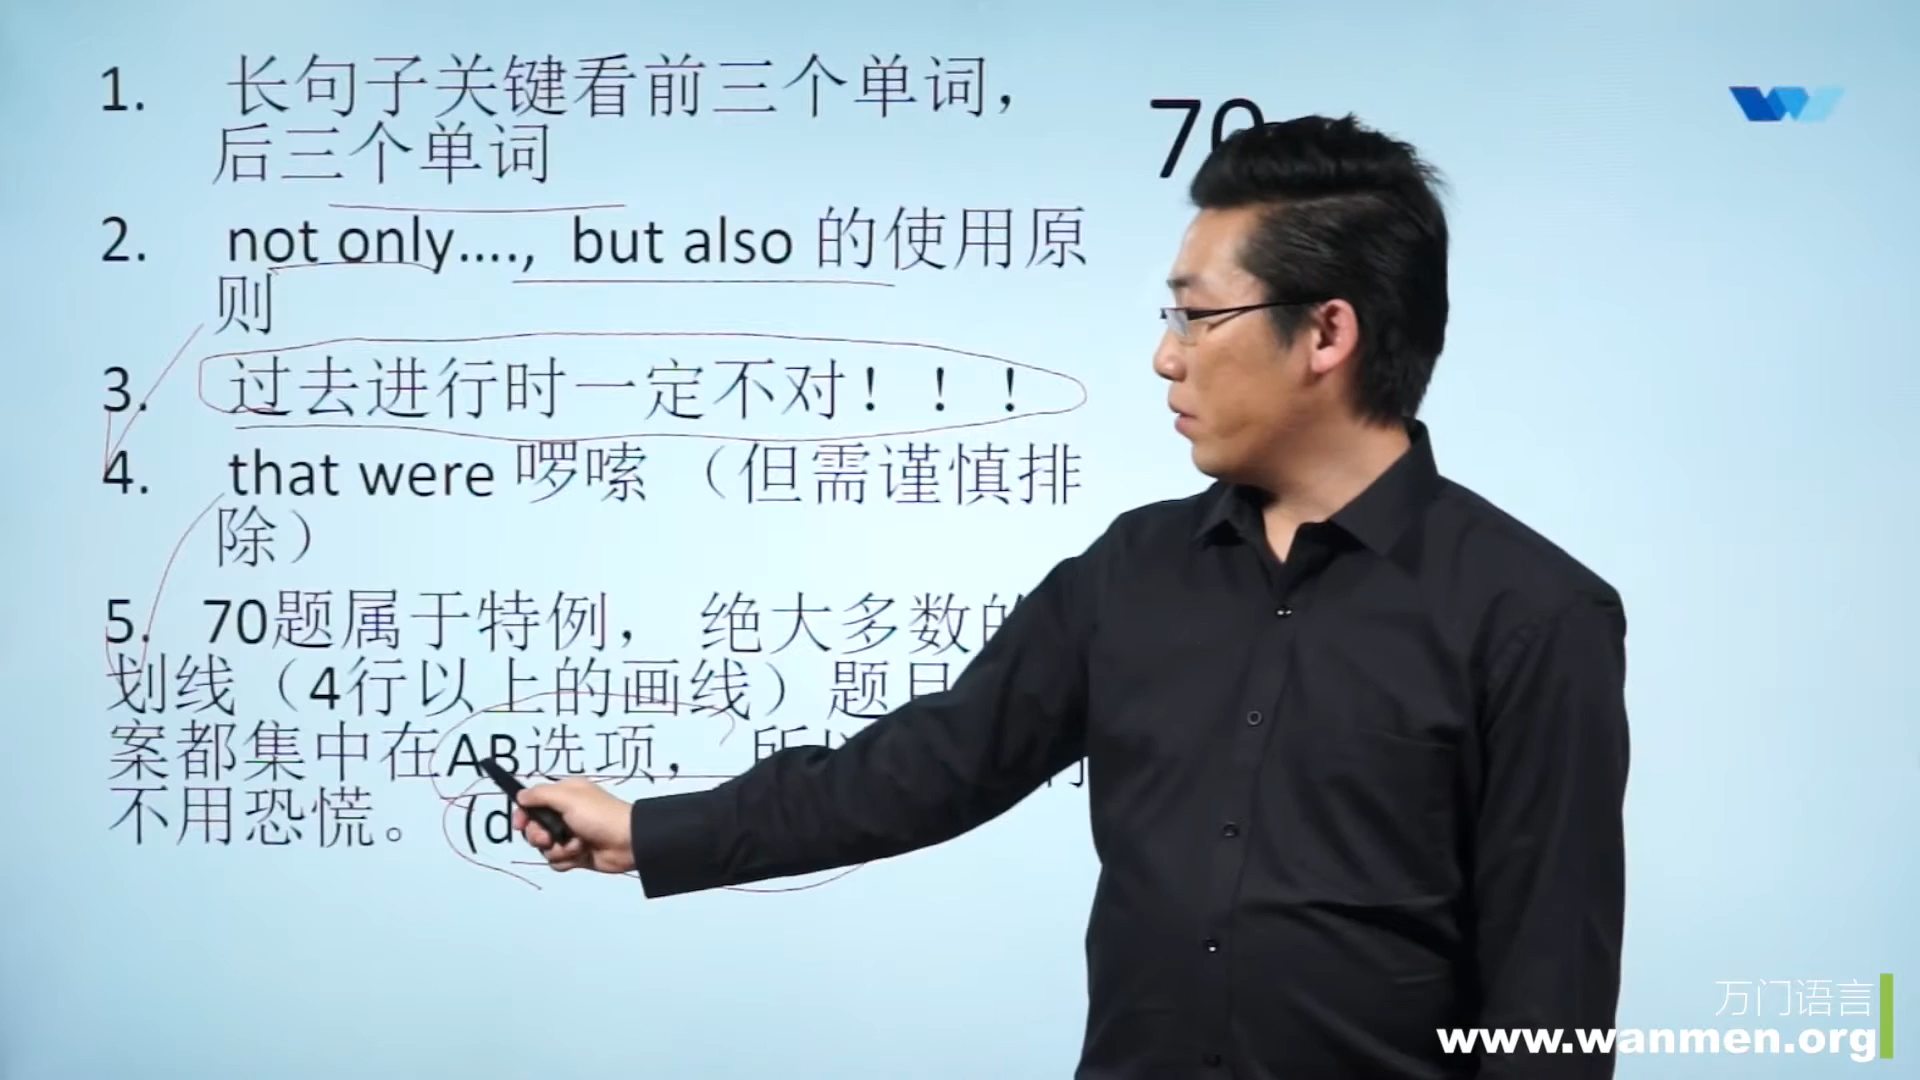 1. 长句子关键看前三个单词，
后三个单词
2. not only...., but also 的使用原
则
3. 过去进行时一定不对！！！
4. that were 啰嗦 （但需谨慎排
除）
5. 70题属于特例， 绝大多数的
划线（4行以上的画线）题目
案都集中在AB选项，
不用恐慌。 (d
70
万门语言
www.wanmen.org